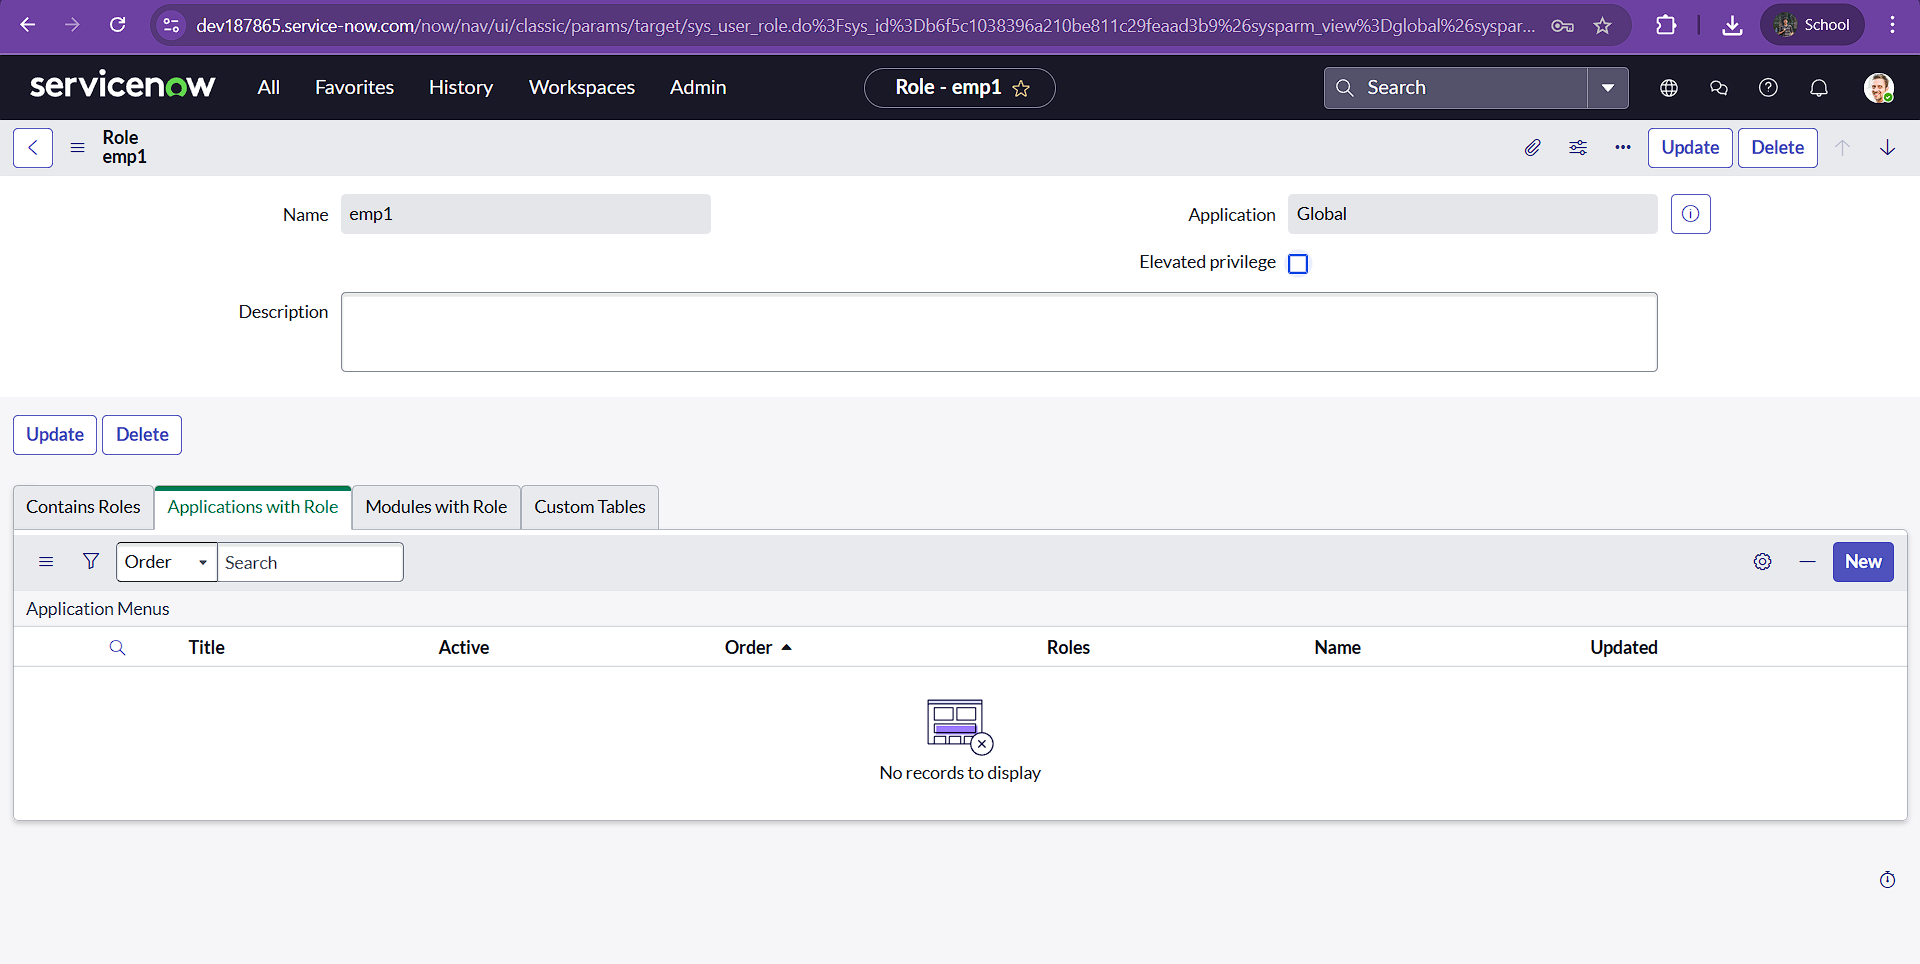 dev187865.service-now.com/now/nav/ui/classic/params/target/sys_user_role.do%3Fsys_id%3Db6f5c1038396a210be811c29feaad3b9%26sysparm_view%3Dglobal%26syspar...
School
servicenow
All
Favorites
History
Workspaces
Admin
Role - emp1
Search
Role
emp1
Update
Delete
Name
emp1
Application
Global
Elevated privilege
Description
Update
Delete
Contains Roles
Applications with Role
Modules with Role
Custom Tables
Order
Search
New
Application Menus
Title
Active
Order
Roles
Name
Updated
No records to display